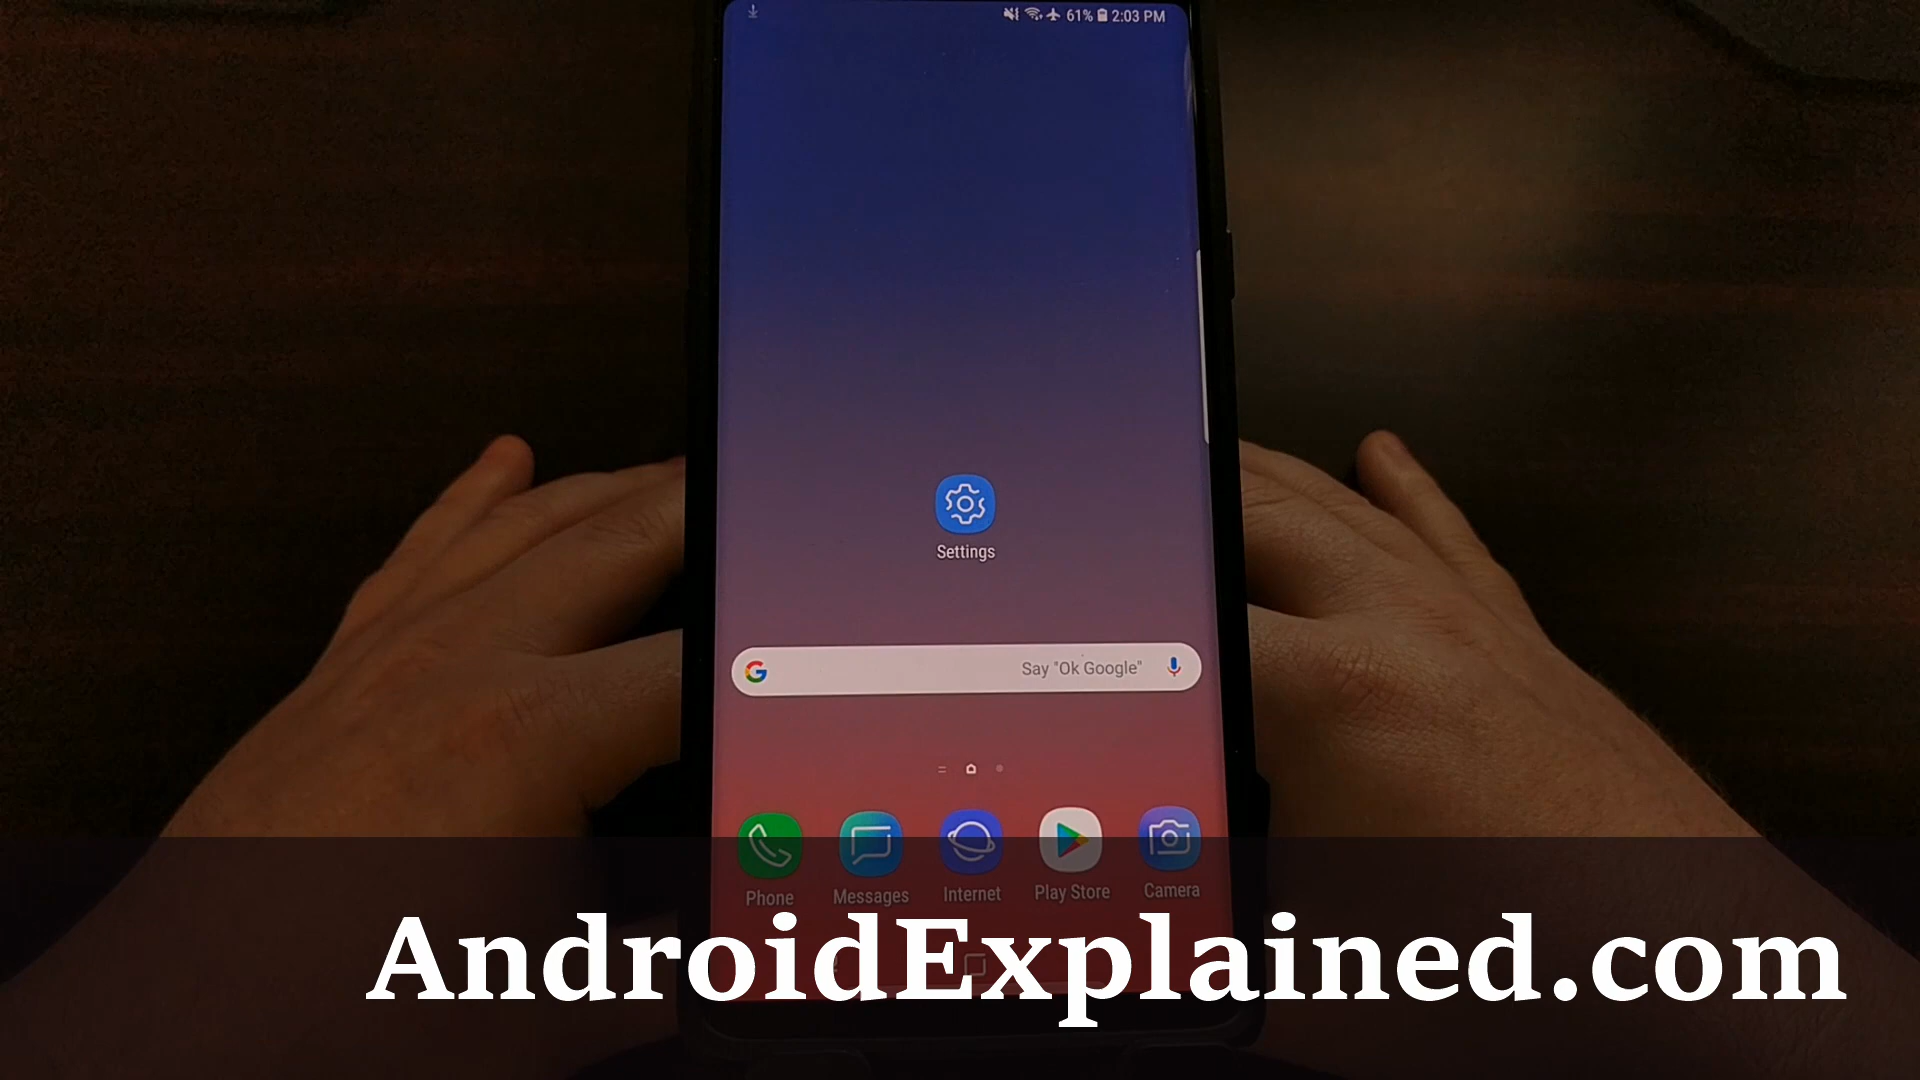 61% 2:03 PM
Settings
Say "Ok Google"
Phone Messages Internet Play Store Camera
AndroidExplained.com